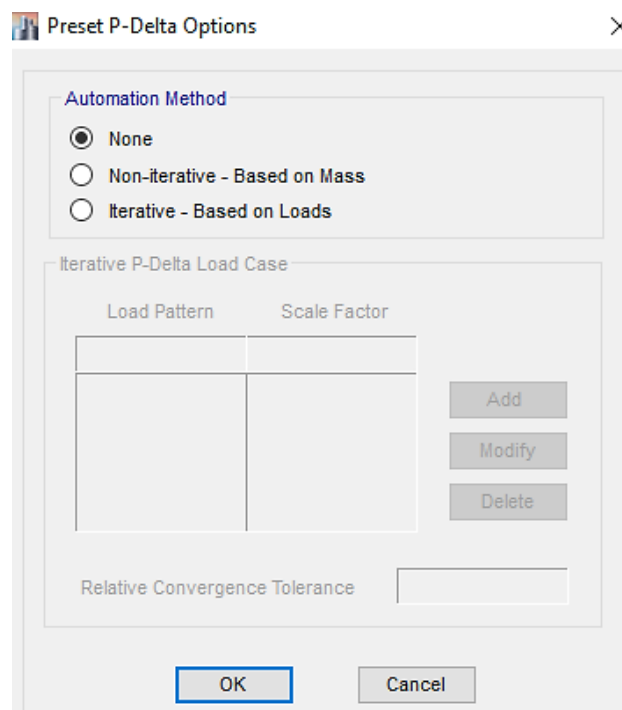 Preset P-Delta Options
Automation Method
None
Non-iterative - Based on Mass
Iterative - Based on Loads
Iterative P-Delta Load Case
Load Pattern Scale Factor
Add
Modify
Delete
Relative Convergence Tolerance
OK Cancel